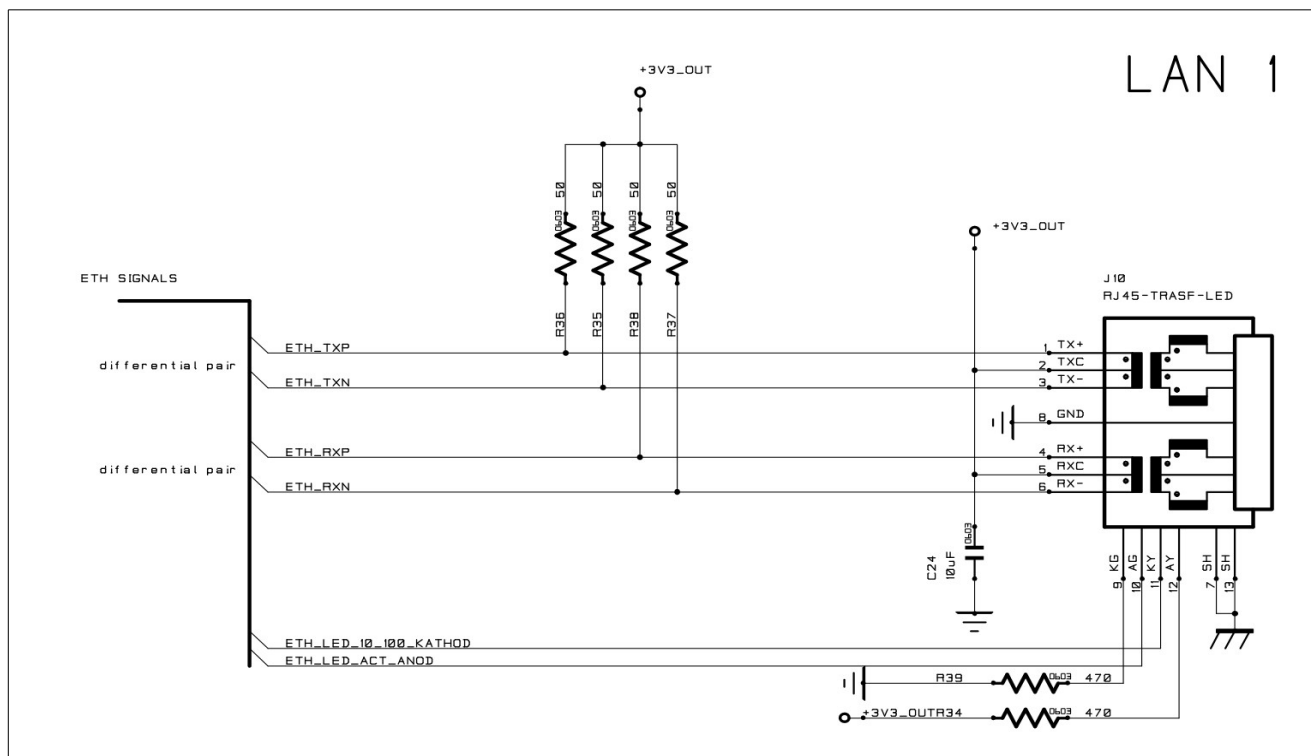 LAN 1
+3V3_OUT
50
50
50
50
0603
0603
0603
0603
R36
R35
R38
R37
+3V3_OUT
ETH SIGNALS
J10
RJ45-TRASF-LED
ETH_TXP
1
TX+
differential pair
2
TXC
ETH_TXN
3
TX-
8
GND
ETH_RXP
4
RX+
differential pair
5
RXC
ETH_RXN
6
RX-
0603
C24
10uF
KG
AG
KY
AY
SH
SH
9
10
11
12
7
13
ETH_LED_10_100_KATHOD
ETH_LED_ACT_ANOD
R39
0603
470
+3V3_OUT
R34
0603
470